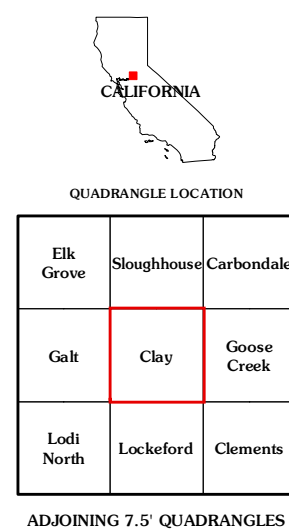 CALIFORNIA
QUADRANGLE LOCATION
Elk
Grove
Sloughhouse
Carbondale
Galt
Clay
Goose
Creek
Lodi
North
Lockeford
Clements
ADJOINING 7.5' QUADRANGLES